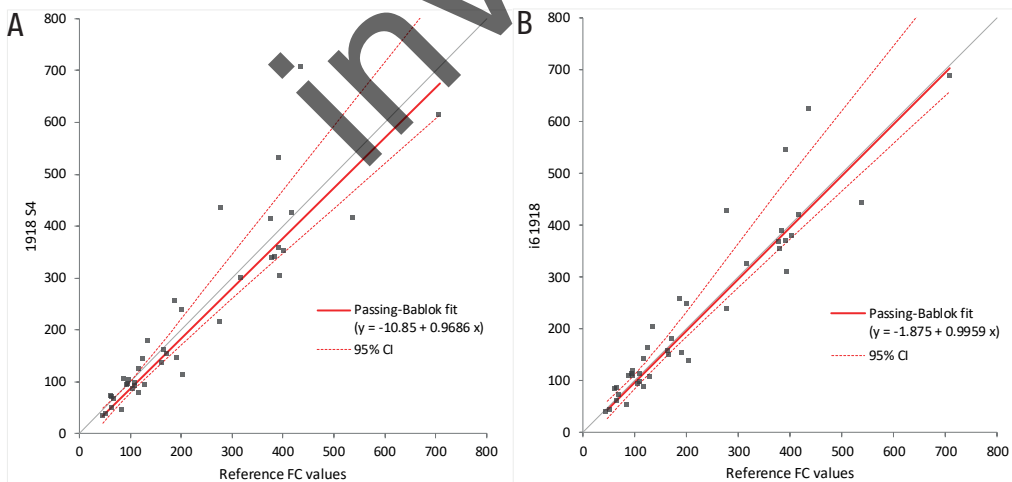 A
800
700
600
500
400
300
200
100
0
1918 S4
0 100 200 300 400 500 600 700 800
Reference FC values
Passing-Bablok fit
(y = -10.85 + 0.9686 x)
95% CI
B
800
700
600
500
400
300
200
100
0
i6 1918
0 100 200 300 400 500 600 700 800
Reference FC values
Passing-Bablok fit
(y = -1.875 + 0.9959 x)
95% CI